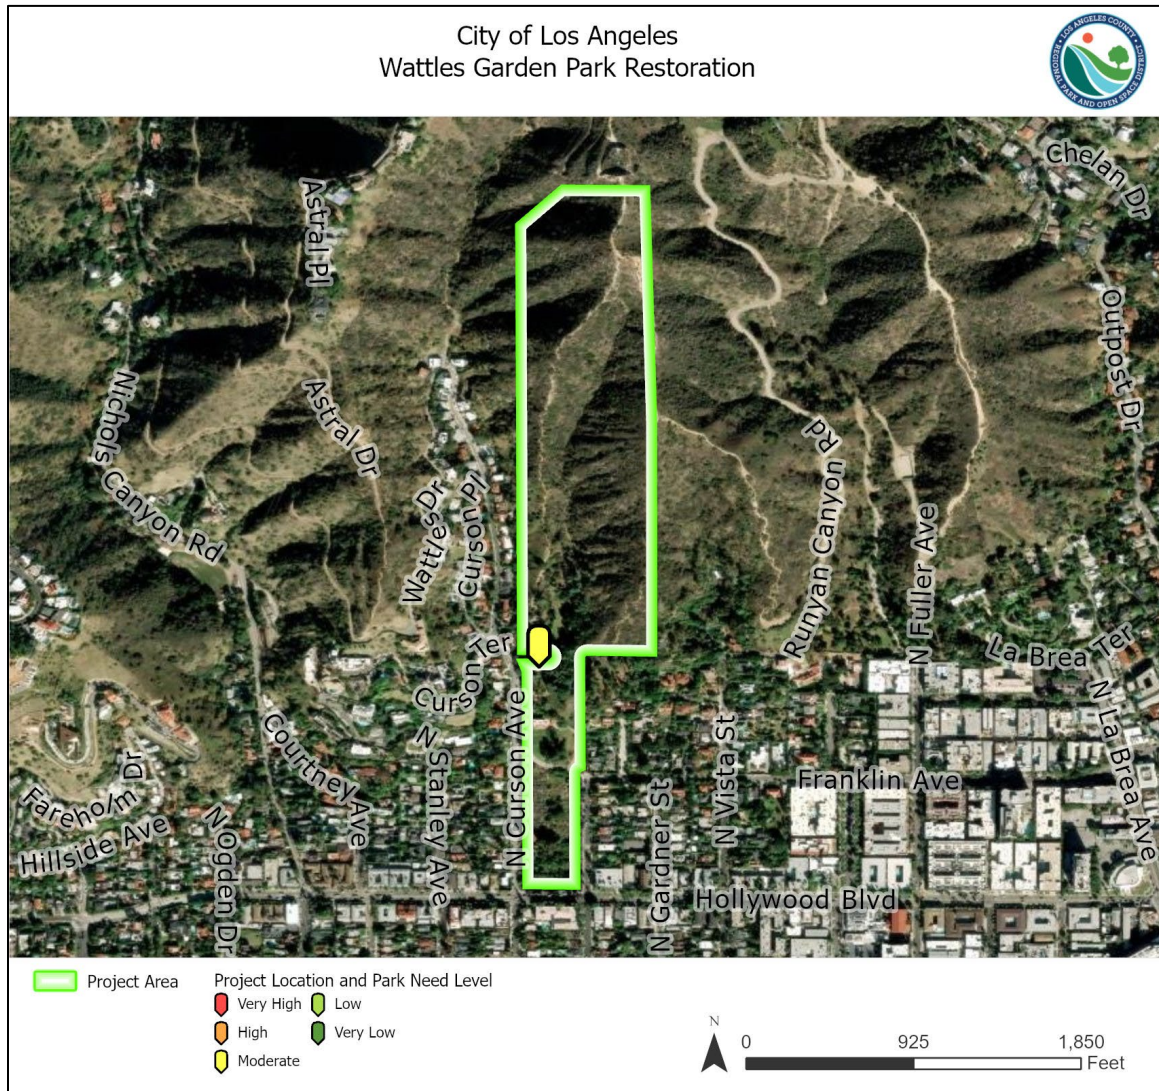 City of Los Angeles
Wattles Garden Park Restoration
LOS ANGELES COUNTY
REGIONAL PARK AND OPEN SPACE DISTRICT
Chelan Dr
Astral Pl
Outpost Dr
Nichols Canyon Rd
Astral Dr
Wattles Dr
Curson Pl
Runyan Canyon Rd
N Fuller Ave
La Brea Ter
Curson Ter
N Curson Ave
N La Brea Ave
N Vista St
Franklin Ave
Courtney Ave
N Stanley Ave
N Gardner St
Fareholm Dr
Hillside Ave
N Ogden Dr
Hollywood Blvd
Project Area
Project Location and Park Need Level
Very High
Low
High
Very Low
Moderate
N
0 925 1,850
Feet